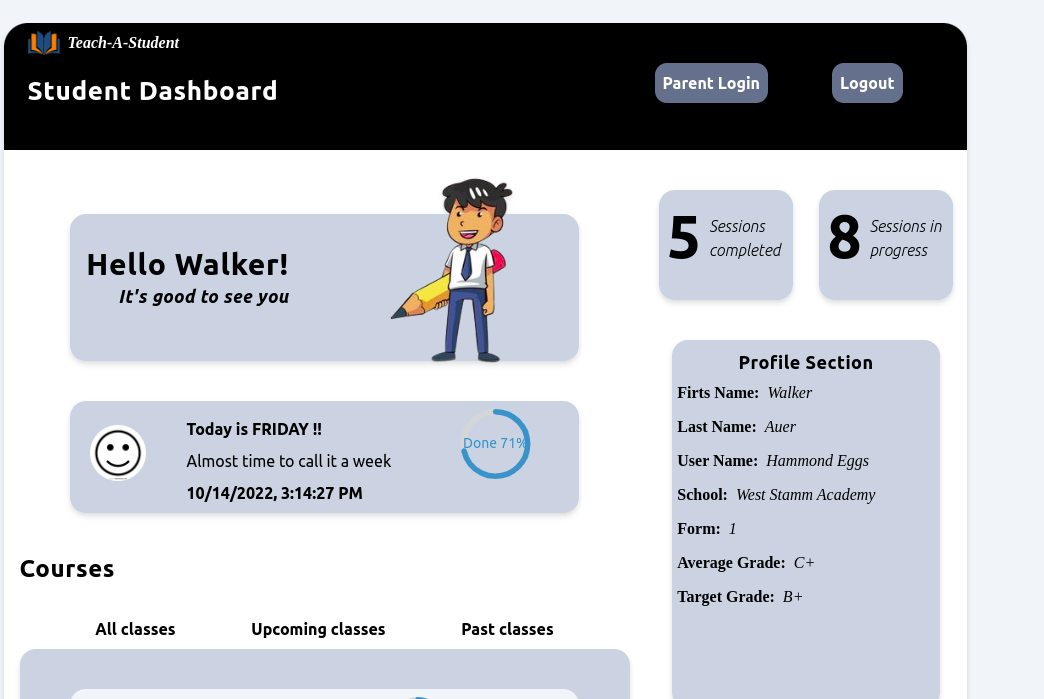 Teach-A-Student
Student Dashboard
Parent Login
Logout
Hello Walker!
It's good to see you
5
Sessions
completed
8
Sessions in
progress
Today is FRIDAY !!
Almost time to call it a week
10/14/2022, 3:14:27 PM
Done 71%
Profile Section
Firts Name: Walker
Last Name: Auer
User Name: Hammond Eggs
School: West Stamm Academy
Form: 1
Average Grade: C+
Target Grade: B+
Courses
All classes
Upcoming classes
Past classes